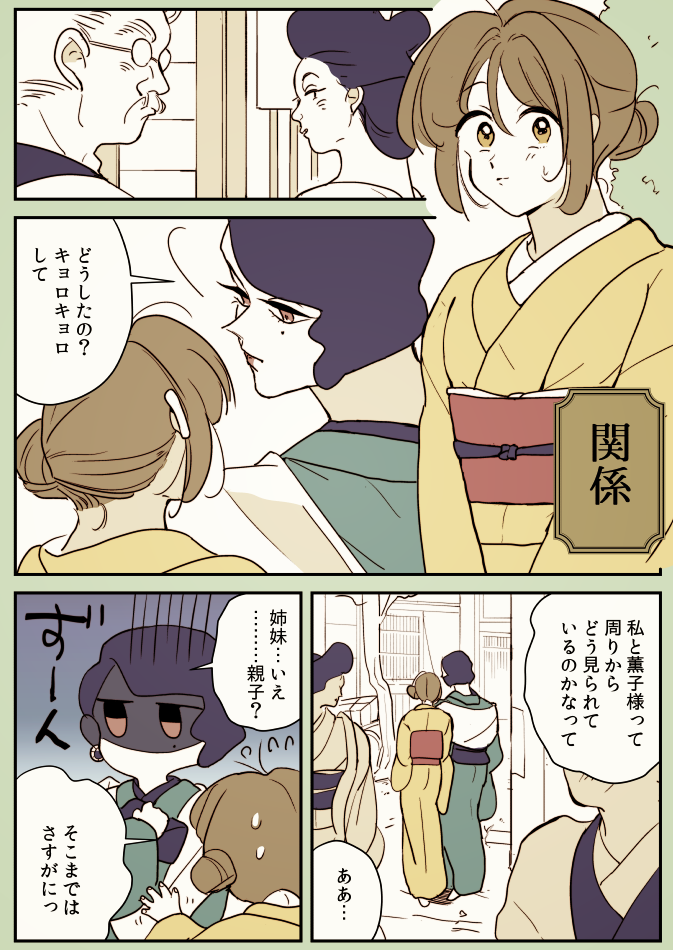 関係
どうしたの?
キョロキョロ
して
私と薫子様って
周りから
どう見られて
いるのかなって
ああ…
姉妹…いえ
………親子?
ずーん
そこまでは
さすがにっ